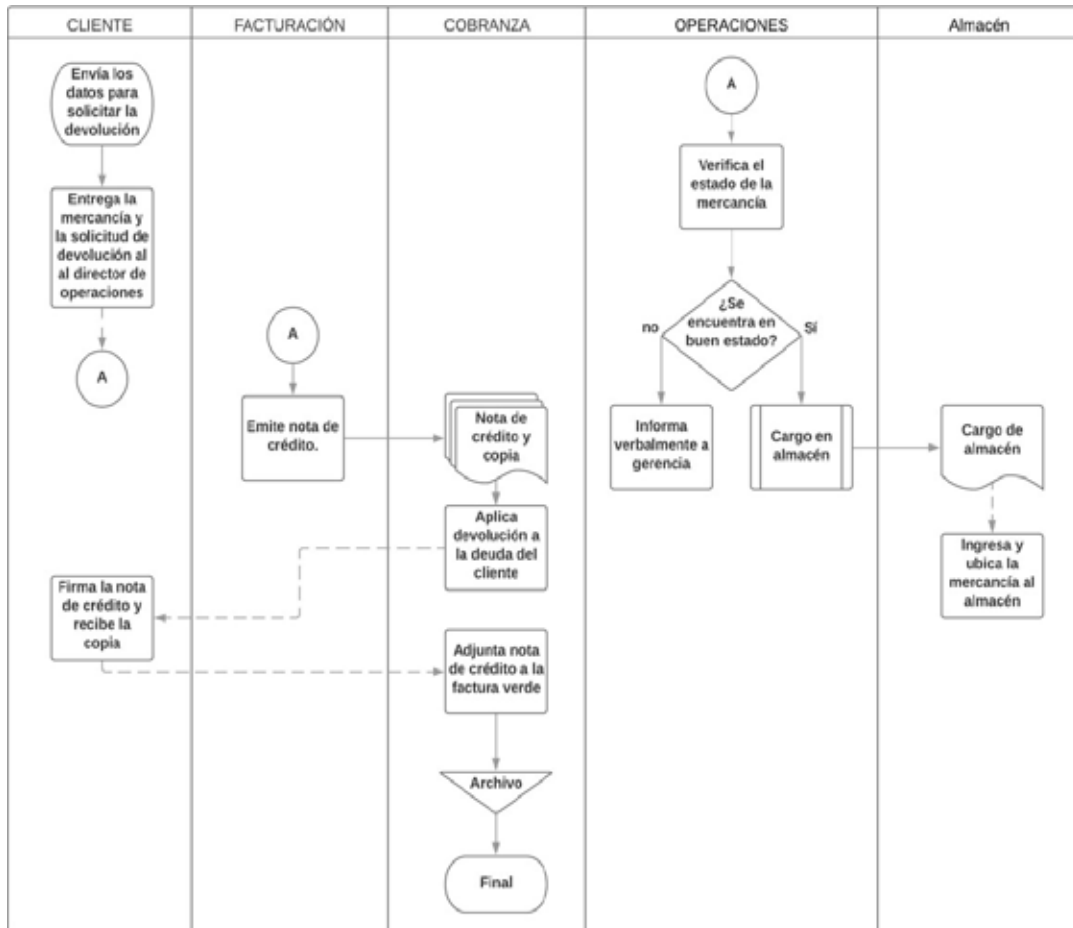 CLIENTE
FACTURACIÓN
COBRANZA
OPERACIONES
Almacén
Envía los
datos para
solicitar la
devolución
Entrega la
mercancía y
la solicitud de
devolución al
al director de
operaciones
A
Firma la nota
de crédito y
recibe la
copia
A
Emite nota de
crédito.
Nota de
crédito y
copia
Aplica
devolución a
la deuda del
cliente
Adjunta nota
de crédito a la
factura verde
Archivo
Final
A
Verifica el
estado de la
mercancía
¿Se
encuentra en
buen estado?
no
Sí
Informa
verbalmente a
gerencia
Cargo en
almacén
Cargo de
almacén
Ingresa y
ubica la
mercancía al
almacén